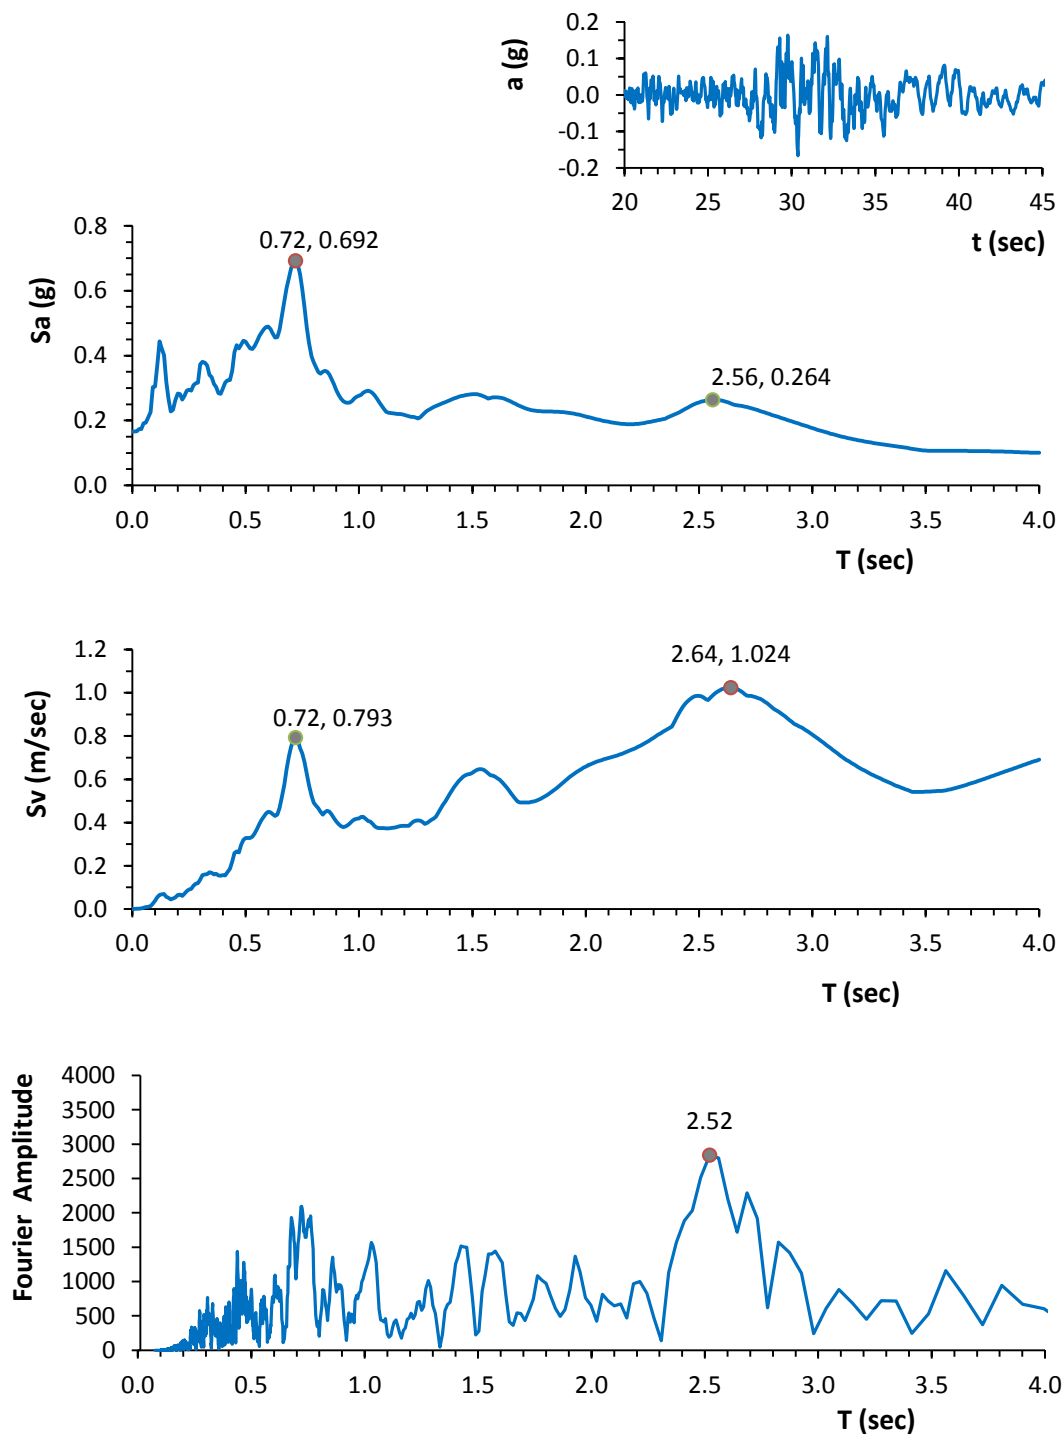 0.2
0.1
0.0
-0.1
-0.2
a (g)
20 25 30 35 40 45
t (sec)
0.8
0.6
0.4
0.2
0.0
Sa (g)
0.72, 0.692
2.56, 0.264
0.0 0.5 1.0 1.5 2.0 2.5 3.0 3.5 4.0
T (sec)
1.2
1.0
0.8
0.6
0.4
0.2
0.0
Sv (m/sec)
2.64, 1.024
0.72, 0.793
0.0 0.5 1.0 1.5 2.0 2.5 3.0 3.5 4.0
T (sec)
4000
3500
3000
2500
2000
1500
1000
500
0
Fourier Amplitude
2.52
0.0 0.5 1.0 1.5 2.0 2.5 3.0 3.5 4.0
T (sec)